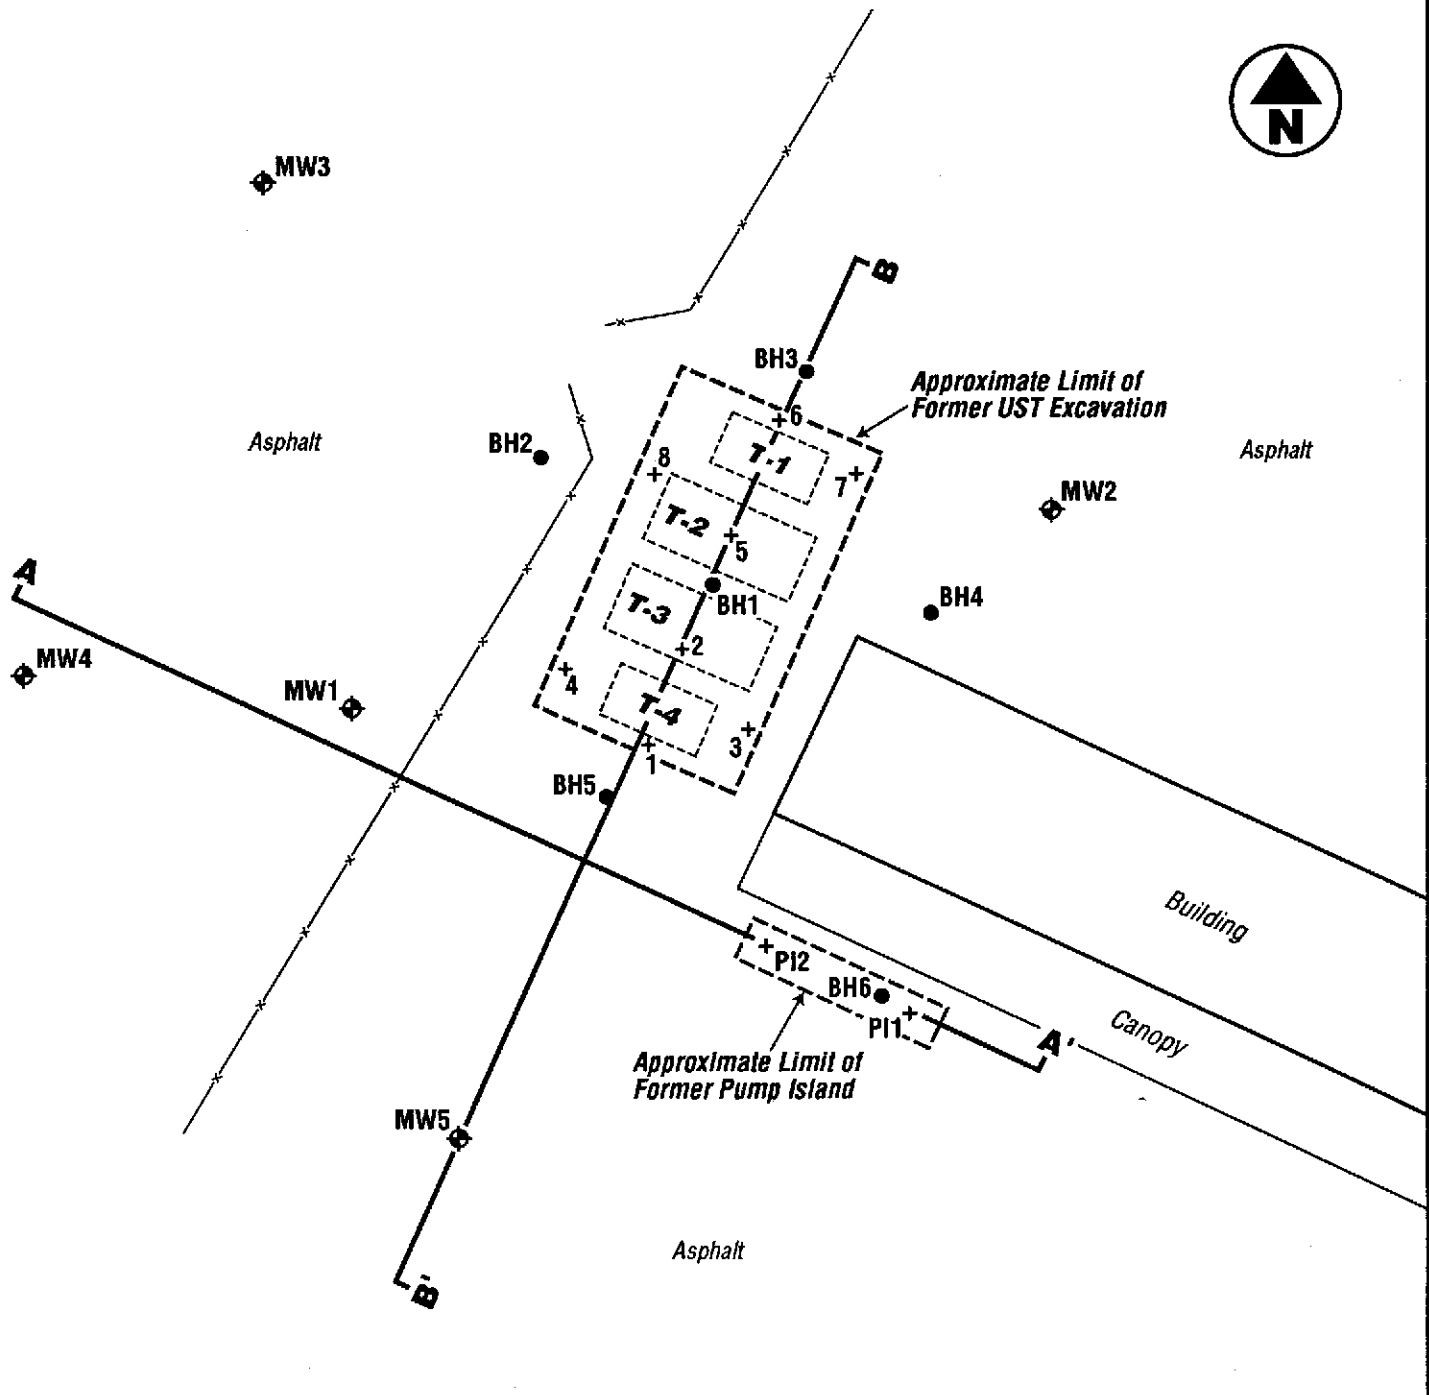 N
MW3
B
BH3
Approximate Limit of
Former UST Excavation
6
Asphalt
BH2
8
T-1
7
Asphalt
MW2
T-2
5
A
BH1
BH4
T-3
2
MW4
4
MW1
T-4
3
1
BH5
Building
PI2
BH6
PI1
Canopy
A'
Approximate Limit of
Former Pump Island
MW5
Asphalt
B'